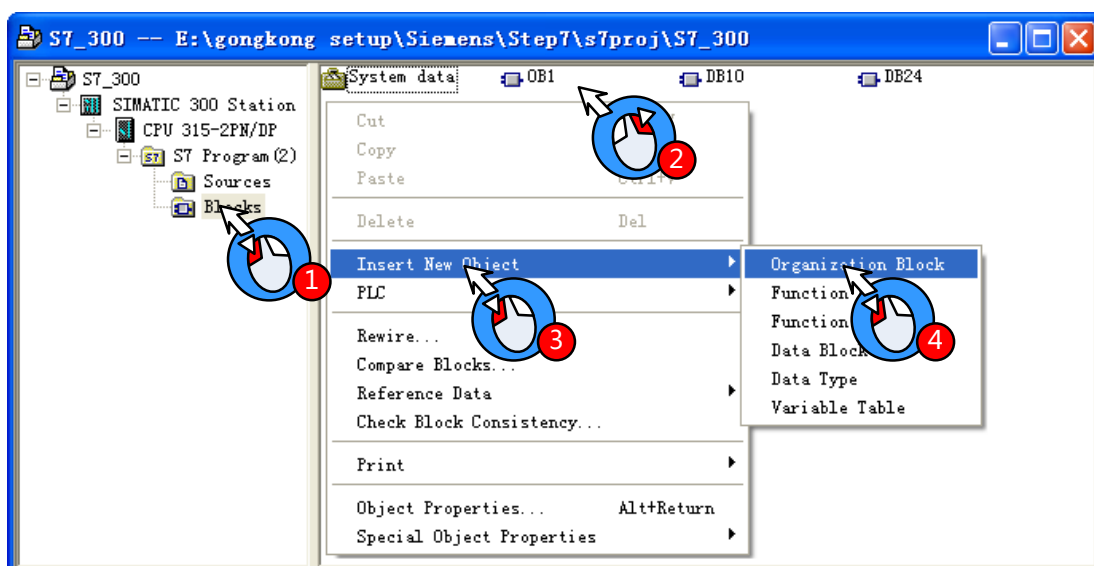 S7_300 -- E:\gongkong setup\Siemens\Step7\s7proj\S7_300
S7_300
SIMATIC 300 Station
CPU 315-2PN/DP
S7 Program(2)
Sources
Blocks
System data
OB1
DB10
DB24
Cut
Copy
Paste
Delete Del
Insert New Object
PLC
Rewire...
Compare Blocks...
Reference Data
Check Block Consistency...
Print
Object Properties... Alt+Return
Special Object Properties
Organization Block
Function
Function
Data Block
Data Type
Variable Table
1
2
3
4